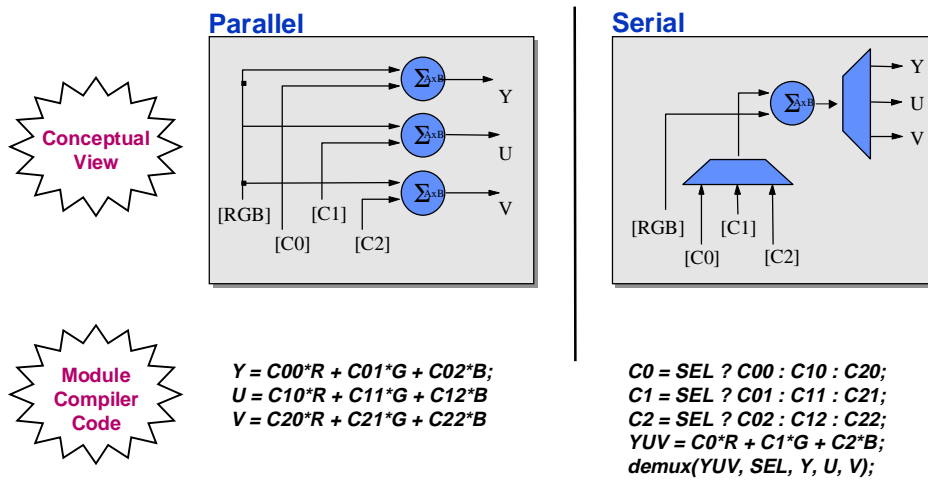 Parallel
Serial
Conceptual
View
ΣAxB
Y
ΣAxB
U
ΣAxB
V
[RGB]
[C1]
[C0]
[C2]
Y
ΣAxB
U
V
[RGB]
[C1]
[C0]
[C2]
Module
Compiler
Code
Y = C00*R + C01*G + C02*B;
U = C10*R + C11*G + C12*B
V = C20*R + C21*G + C22*B
C0 = SEL ? C00 : C10 : C20;
C1 = SEL ? C01 : C11 : C21;
C2 = SEL ? C02 : C12 : C22;
YUV = C0*R + C1*G + C2*B;
demux(YUV, SEL, Y, U, V);